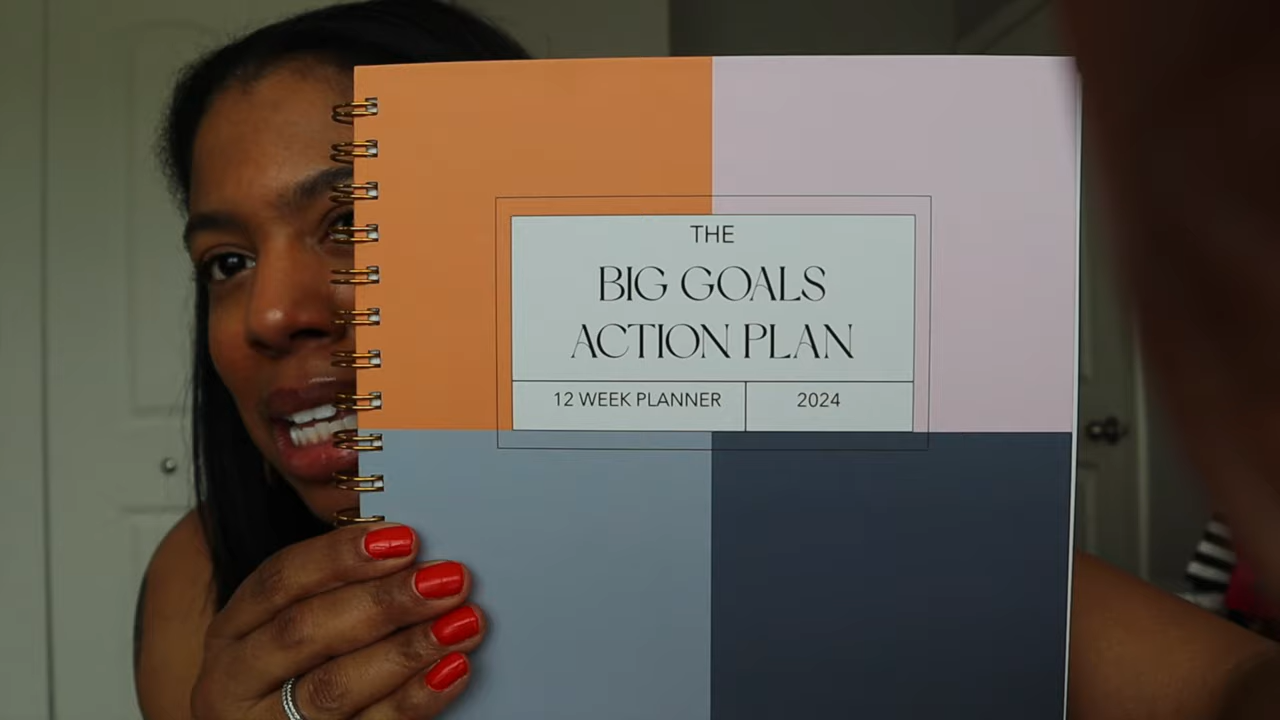 THE
BIG GOALS
ACTION PLAN
12 WEEK PLANNER 2024